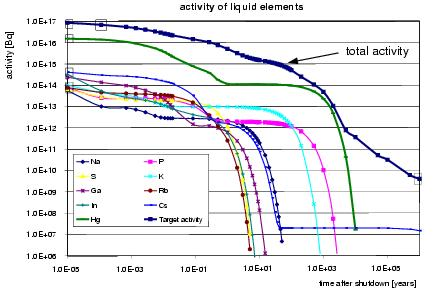 activity of liquid elements
activity [Bq]
1.0E+17
1.0E+16
1.0E+15
1.0E+14
1.0E+13
1.0E+12
1.0E+11
1.0E+10
1.0E+09
1.0E+08
1.0E+07
1.0E+06
total activity
Na P
S K
Ga Rb
In Cs
Hg Target activity
1.0E-05 1.0E-03 1.0E-01 1.0E+01 1.0E+03 1.0E+05
time after shutdown [years]